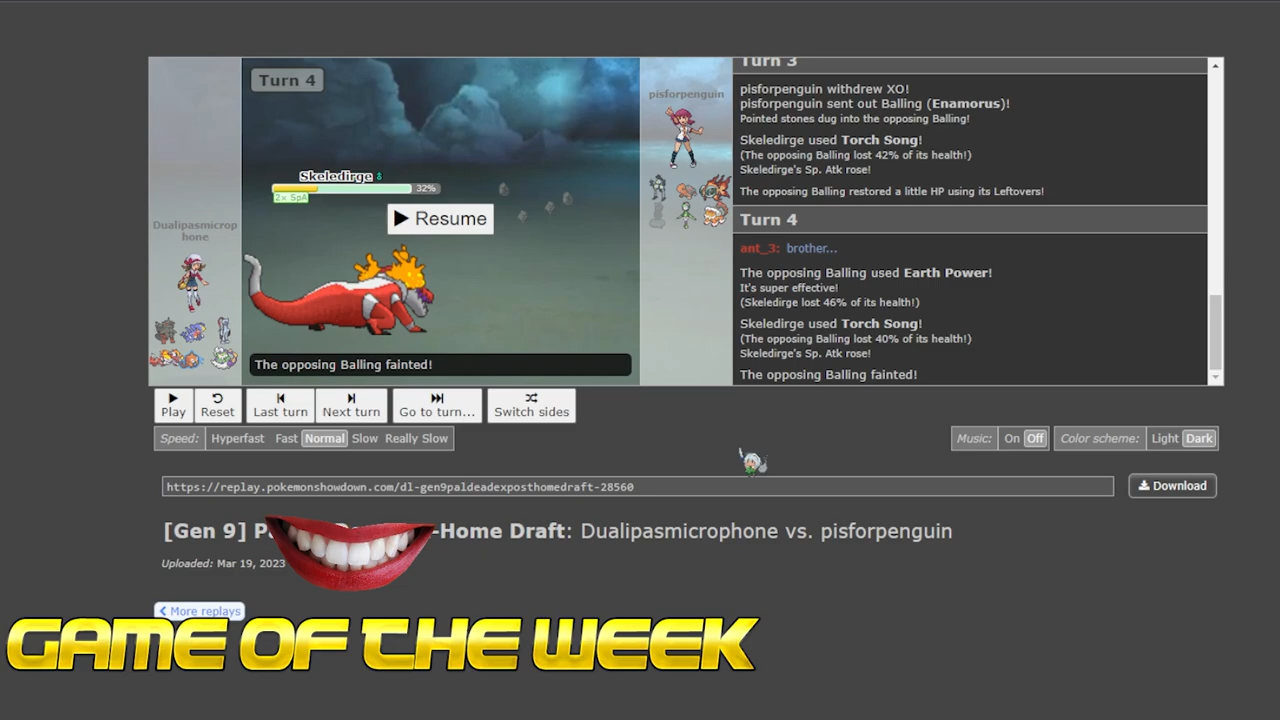 Turn 4
Dualipasmicrop
hone
Skeledirge
32%
2x SpA
Resume
The opposing Balling fainted!
pisforpenguin
Turn 3
pisforpenguin withdrew XO!
pisforpenguin sent out Balling (Enamorus)!
Pointed stones dug into the opposing Balling!
Skeledirge used Torch Song!
(The opposing Balling lost 42% of its health!)
Skeledirge's Sp. Atk rose!
The opposing Balling restored a little HP using its Leftovers!
Turn 4
ant_3: brother...
The opposing Balling used Earth Power!
It's super effective!
(Skeledirge lost 46% of its health!)
Skeledirge used Torch Song!
(The opposing Balling lost 40% of its health!)
Skeledirge's Sp. Atk rose!
The opposing Balling fainted!
Play
Reset
Last turn
Next turn
Go to turn...
Switch sides
Speed: Hyperfast Fast Normal Slow Really Slow
Music: On Off
Color scheme: Light Dark
https://replay.pokemonshowdown.com/dl-gen9paldeadexposthomedraft-28560
Download
[Gen 9] -Home Draft: Dualipasmicrophone vs. pisforpenguin
Uploaded: Mar 19, 2023
More replays
GAME OF THE WEEK